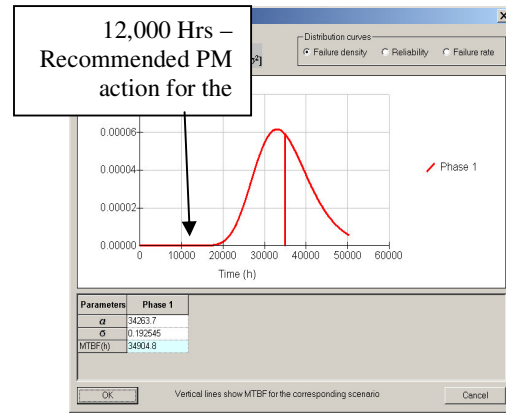 12,000 Hrs –
Recommended PM
action for the
σ²]
Distribution curves
Failure density Reliability Failure rate
0.00006
0.00004
0.00002
0.00000
0 10000 20000 30000 40000 50000 60000
Time (h)
Phase 1
Parameters Phase 1
α 34263.7
σ 0.192545
MTBF(h) 34904.8
OK Vertical lines show MTBF for the corresponding scenario Cancel